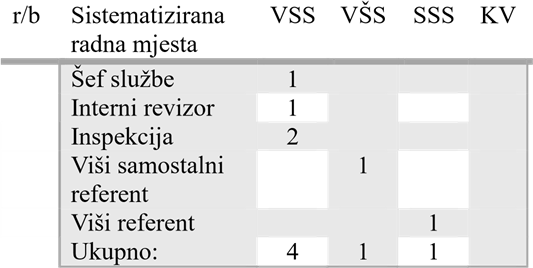 r/b Sistematizirana VSS VŠS SSS KV
radna mjesta
Šef službe 1
Interni revizor 1
Inspekcija 2
Viši samostalni 1
referent
Viši referent 1
Ukupno: 4 1 1